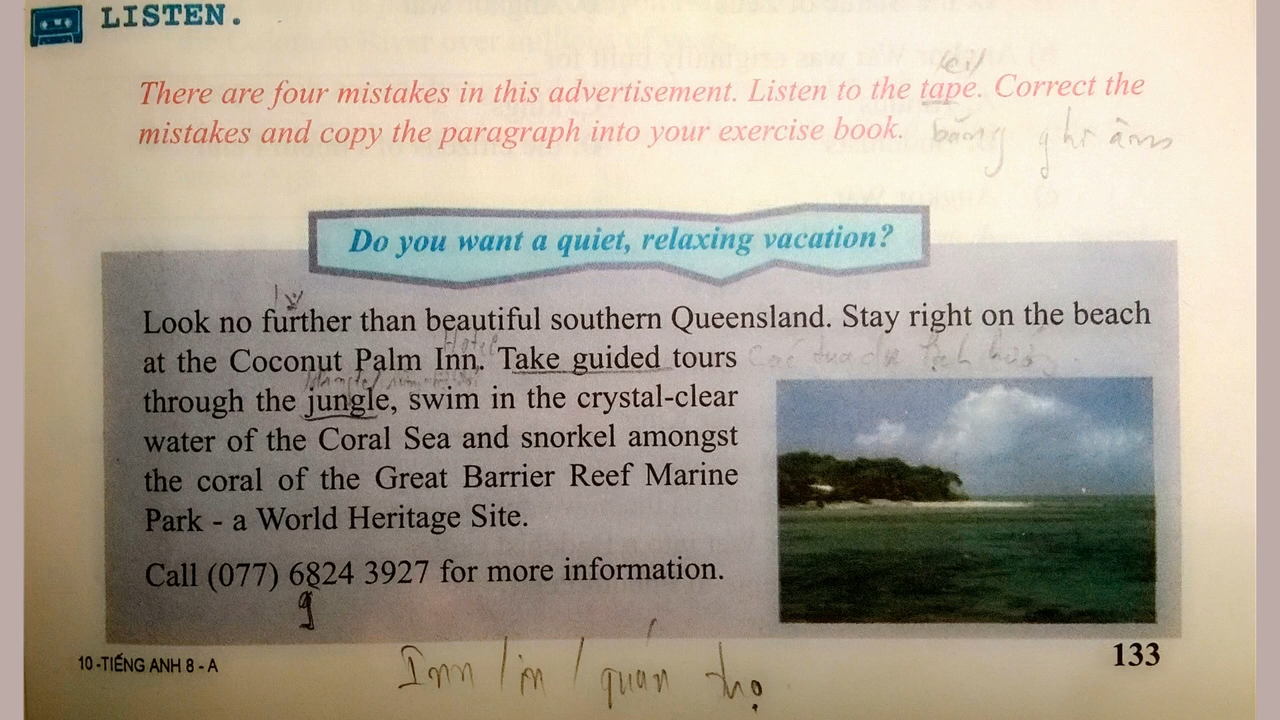 LISTEN.
/ei/
There are four mistakes in this advertisement. Listen to the tape. Correct the
mistakes and copy the paragraph into your exercise book.
băng ghi âm
Do you want a quiet, relaxing vacation?
Look no further than beautiful southern Queensland. Stay right on the beach
Hotel
at the Coconut Palm Inn. Take guided tours
through the jungle, swim in the crystal-clear
water of the Coral Sea and snorkel amongst
the coral of the Great Barrier Reef Marine
Park - a World Heritage Site.
Call (077) 6824 3927 for more information.
9
Inn /in / quán trọ
10 -TIẾNG ANH 8 - A
133